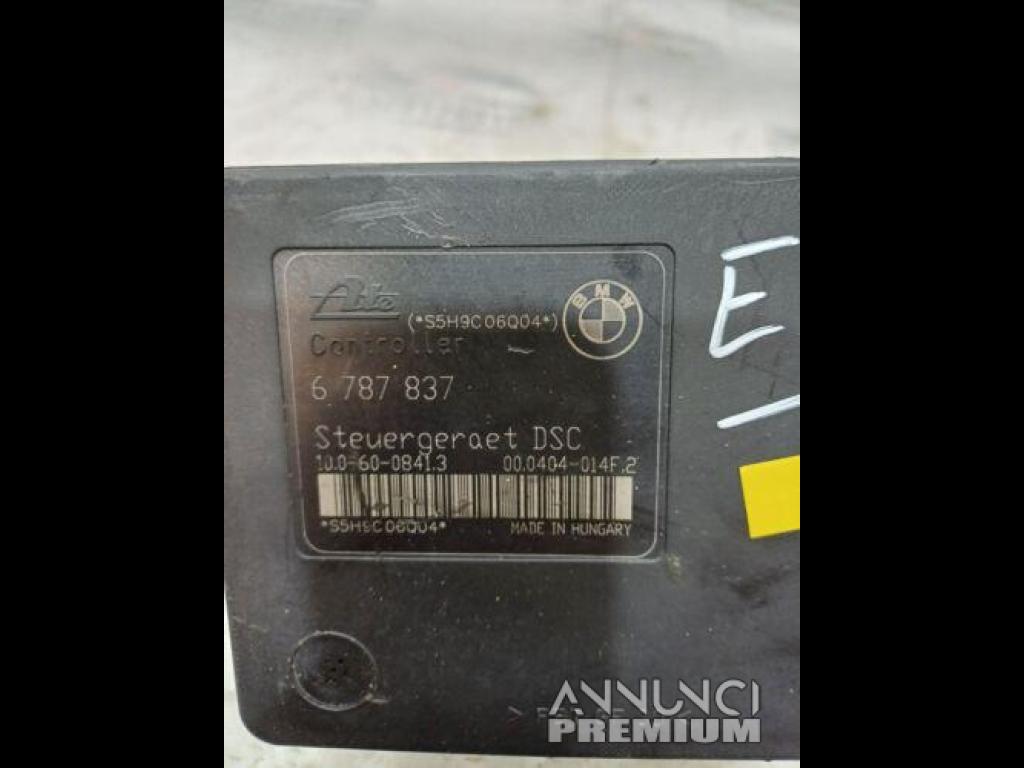 Ate
(*S5H9C06Q04*)
BMW
Controller
6 787 837
Steuergeraet DSC
10.0-60-0841.3 00.0404-014F.2
*S5H9C06Q04*
MADE IN HUNGARY
E
ANNUNCI
PREMIUM